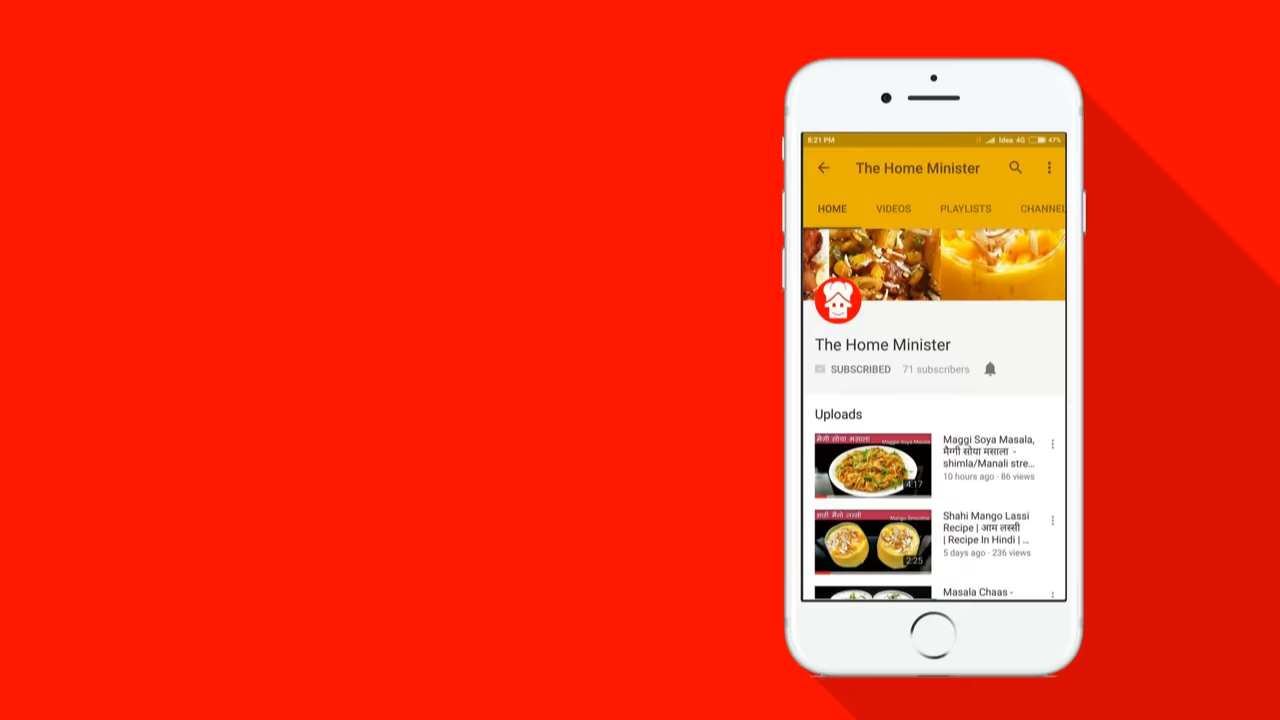 8:21 PM Idea 4G 47%
The Home Minister
HOME VIDEOS PLAYLISTS CHANNEL
The Home Minister
SUBSCRIBED 71 subscribers
Uploads
मैगी सोया मसाला Maggie Soya Masala
4:17
Maggi Soya Masala,
मैग्गी सोया मसाला -
shimla/Manali stre...
10 hours ago · 86 views
शाही मैंगो लस्सी Mango Smoothie
2:25
Shahi Mango Lassi
Recipe | आम लस्सी
| Recipe In Hindi | ...
5 days ago · 236 views
Masala Chaas -